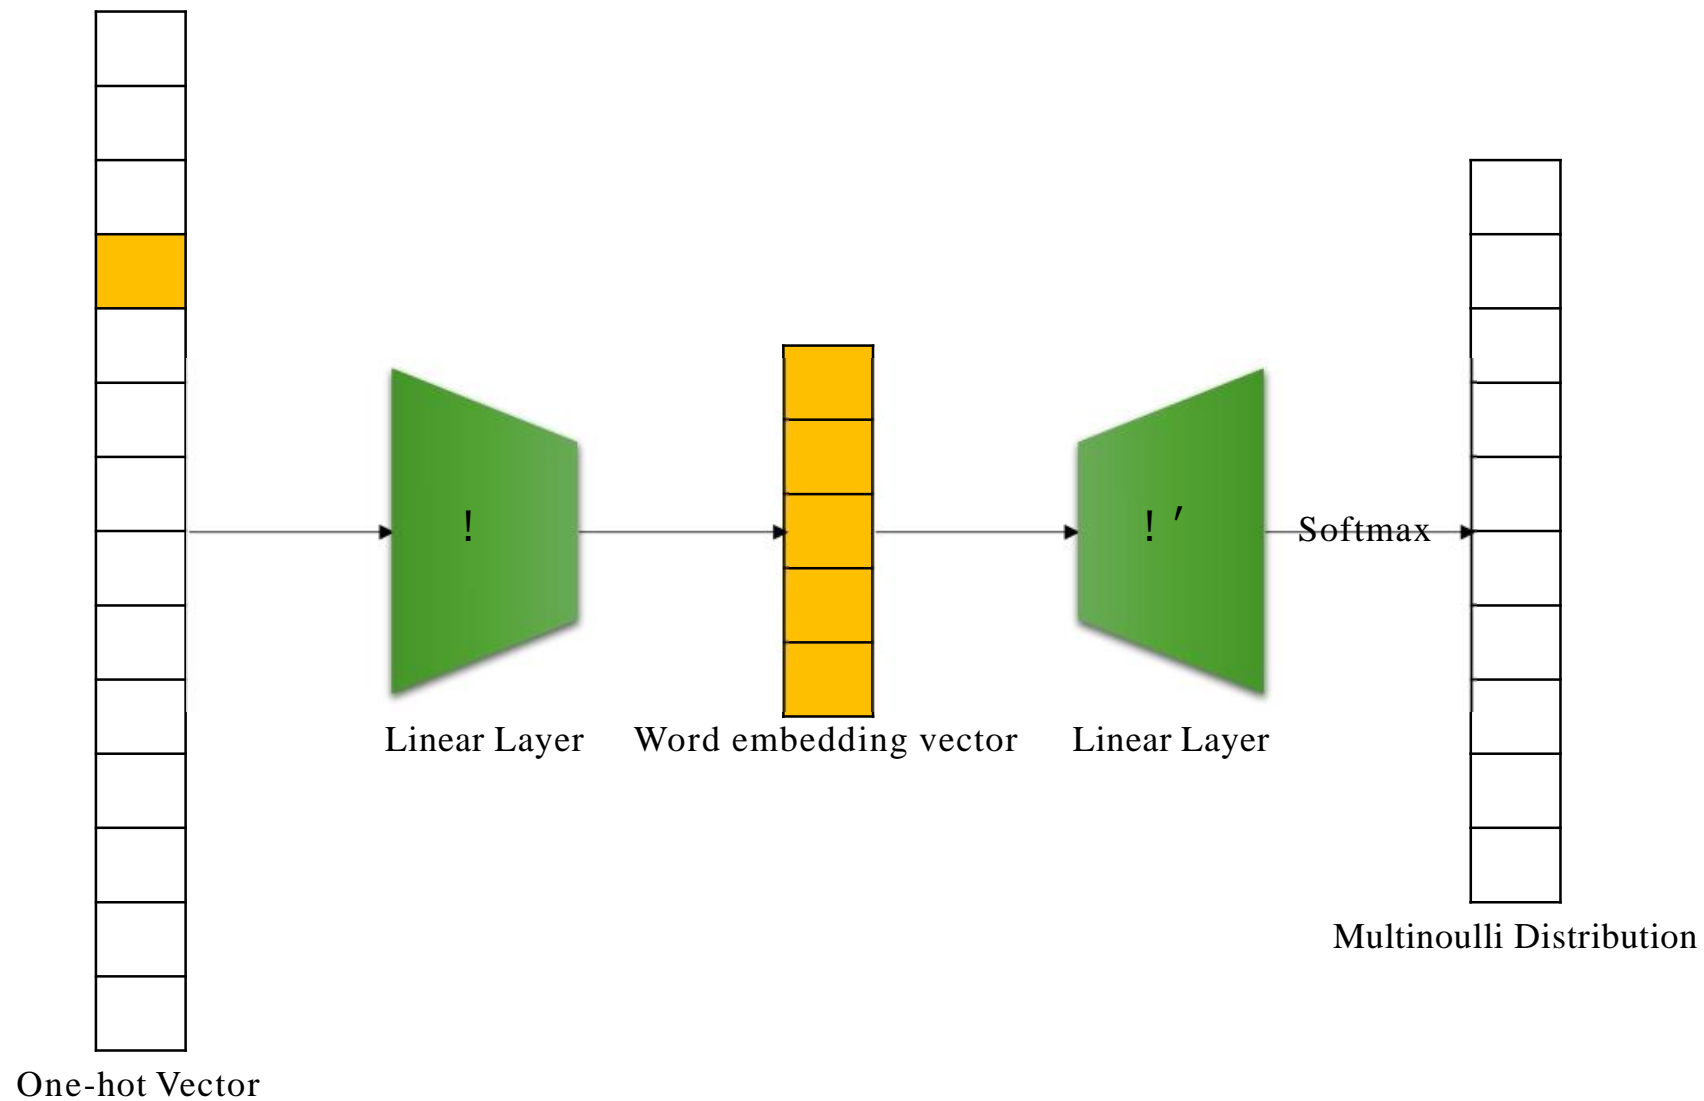 !
! ′
Softmax
Linear Layer
Word embedding vector
Linear Layer
Multinoulli Distribution
One-hot Vector